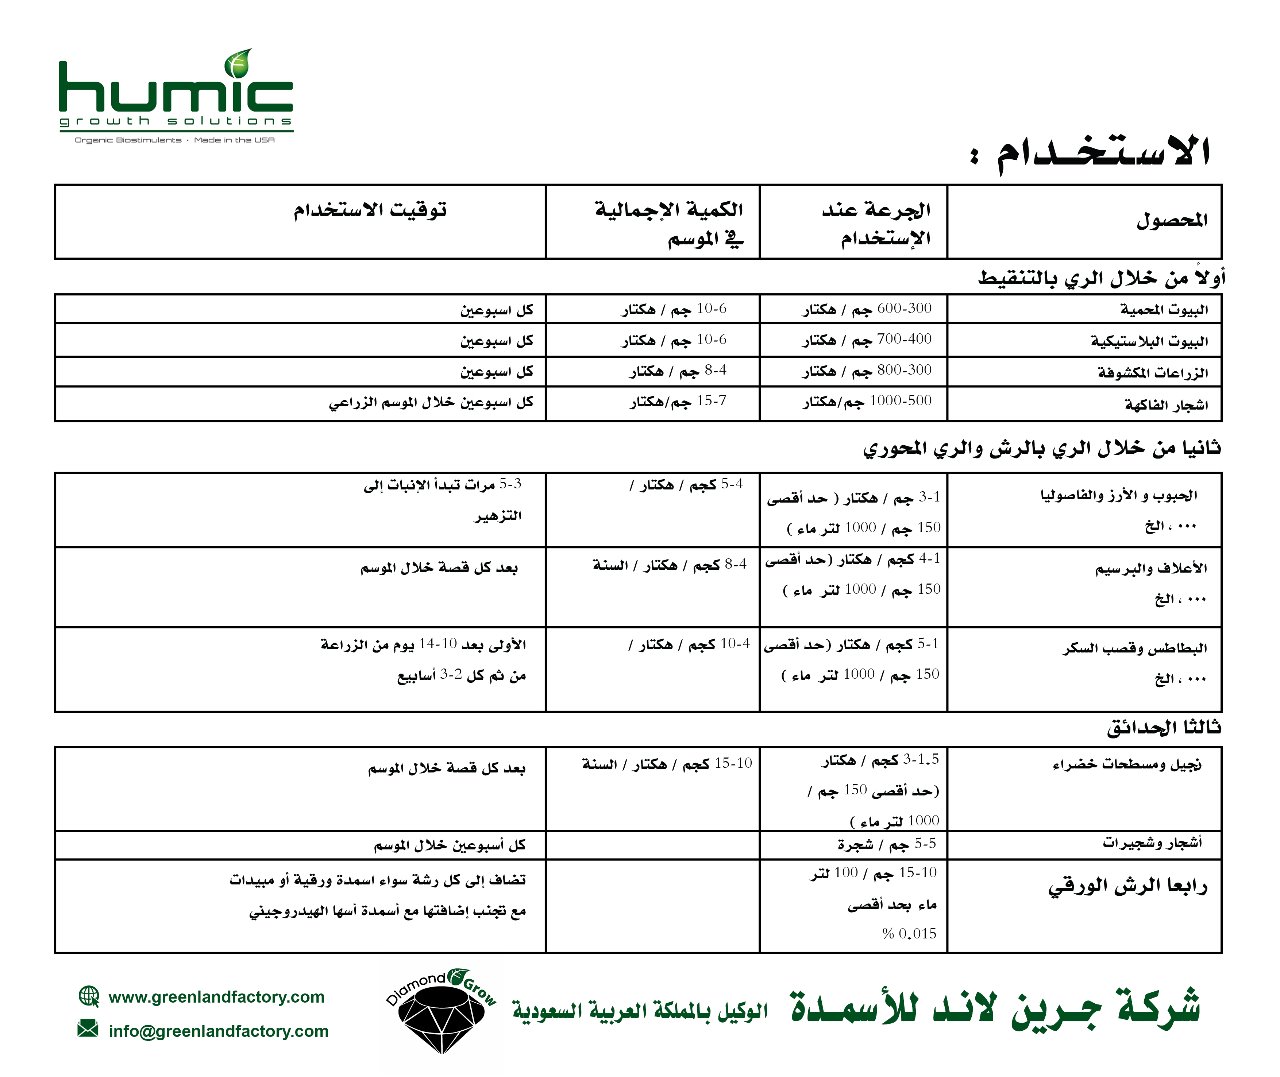 humic
growth solutions
Organic Biostimulents - Made in the USA
الاستخدام :
المحصول
الجرعة عند
الإستخدام
الكمية الإجمالية
في الموسم
توقيت الاستخدام
أولاً من خلال الري بالتنقيط
البيوت المحمية
600-300 جم / هكتار
10-6 جم / هكتار
كل اسبوعين
البيوت البلاستيكية
700-400 جم / هكتار
10-6 جم / هكتار
كل اسبوعين
الزراعات المكشوفة
800-300 جم / هكتار
8-4 جم / هكتار
كل اسبوعين
اشجار الفاكهة
1000-500 جم/هكتار
15-7 جم/هكتار
كل اسبوعين خلال الموسم الزراعي
ثانيا من خلال الري بالرش والري المحوري
الحبوب و الأرز والفاصوليا
... ، الخ
3-1 جم / هكتار ( حد أقصى
150 جم / 1000 لتر ماء )
5-4 كجم / هكتار /
5-3 مرات تبدأ الإنبات إلى
التزهير
الأعلاف والبرسيم
... ، الخ
4-1 كجم / هكتار (حد أقصى
150 جم / 1000 لتر ماء )
8-4 كجم / هكتار / السنة
بعد كل قصة خلال الموسم
البطاطس وقصب السكر
... ، الخ
5-1 كجم / هكتار (حد أقصى
150 جم / 1000 لتر ماء )
10-4 كجم / هكتار /
الأولى بعد 10-14 يوم من الزراعة
من ثم كل 2-3 أسابيع
ثالثا الحدائق
نجيل ومسطحات خضراء
3-1.5 كجم / هكتار
(حد أقصى 150 جم /
1000 لتر ماء )
15-10 كجم / هكتار / السنة
بعد كل قصة خلال الموسم
أشجار وشجيرات
5-5 جم / شجرة
كل أسبوعين خلال الموسم
رابعا الرش الورقي
15-10 جم / 100 لتر
ماء بحد أقصى
0.015 %
تضاف إلى كل رشة سواء اسمدة ورقية أو مبيدات
مع تجنب إضافتها مع أسمدة أسها الهيدروجيني
شركة جرين لاند للأسمدة
الوكيل بالمملكة العربية السعودية
Diamond Grow
www.greenlandfactory.com
info@greenlandfactory.com